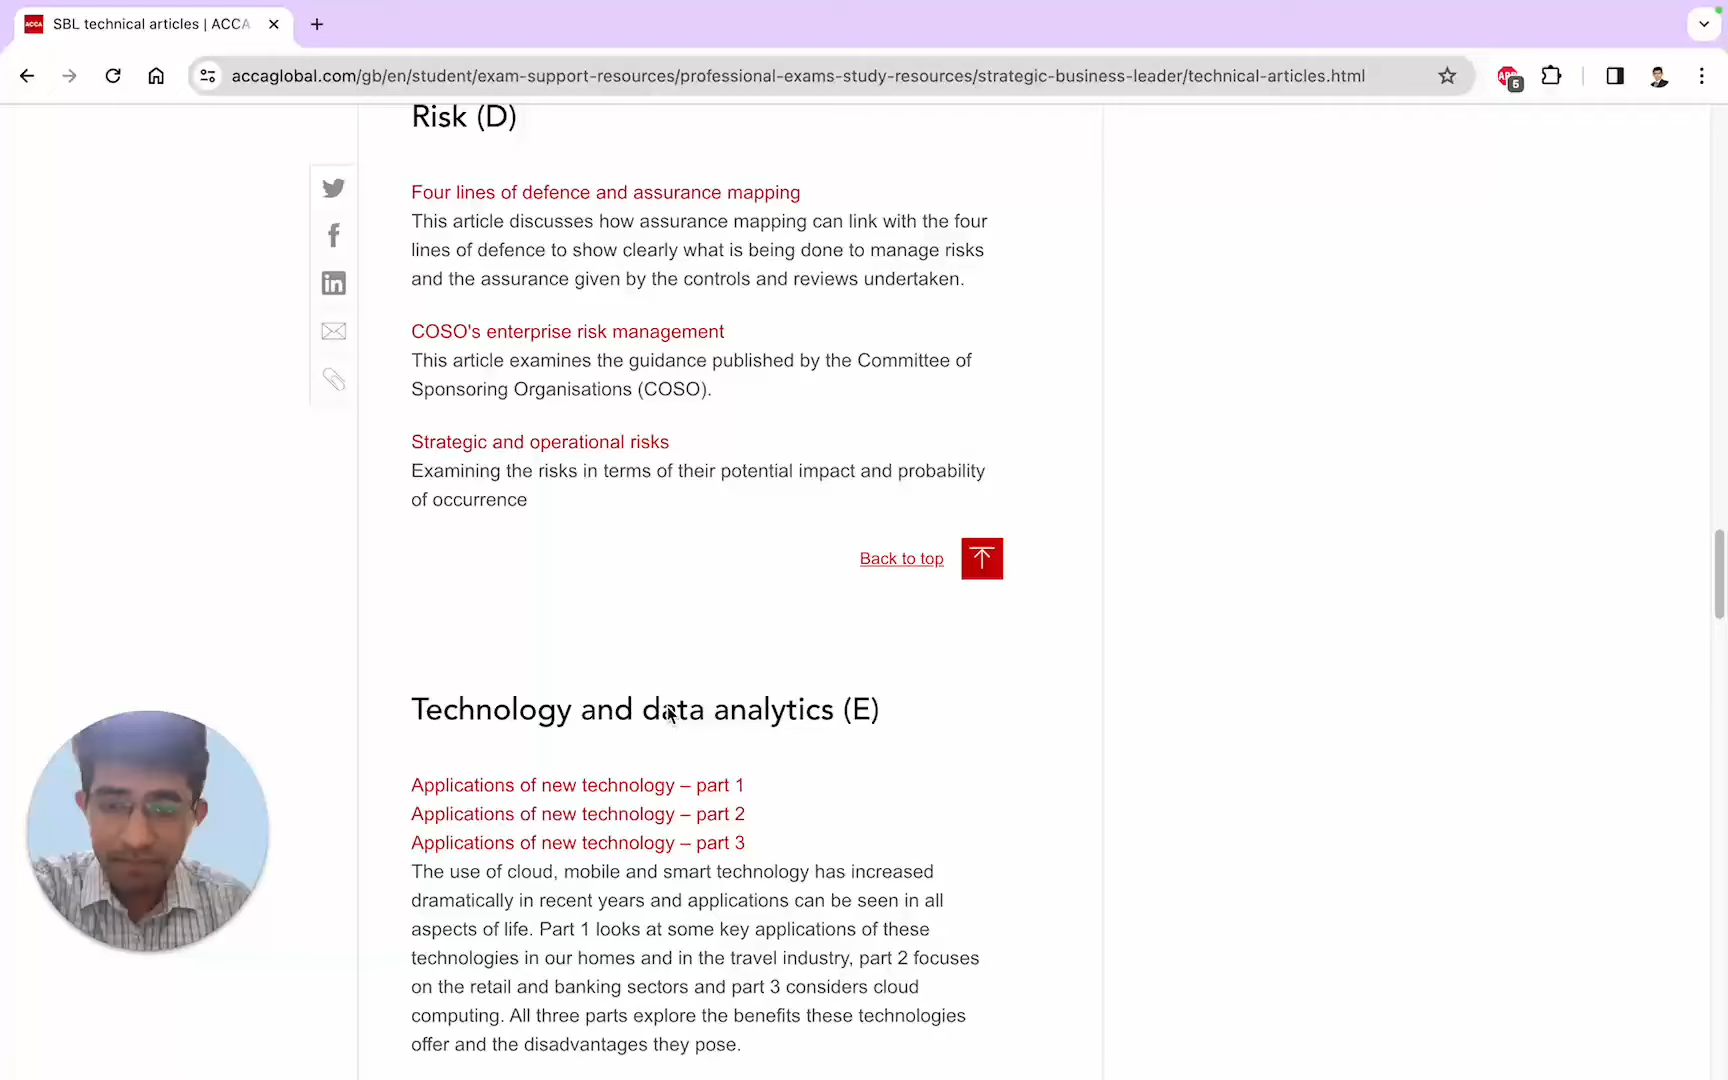 ACCA
SBL technical articles | ACCA
accaglobal.com/gb/en/student/exam-support-resources/professional-exams-study-resources/strategic-business-leader/technical-articles.html
5
Risk (D)
Four lines of defence and assurance mapping
This article discusses how assurance mapping can link with the four
lines of defence to show clearly what is being done to manage risks
and the assurance given by the controls and reviews undertaken.
COSO's enterprise risk management
This article examines the guidance published by the Committee of
Sponsoring Organisations (COSO).
Strategic and operational risks
Examining the risks in terms of their potential impact and probability
of occurrence
Back to top
Technology and data analytics (E)
Applications of new technology – part 1
Applications of new technology – part 2
Applications of new technology – part 3
The use of cloud, mobile and smart technology has increased
dramatically in recent years and applications can be seen in all
aspects of life. Part 1 looks at some key applications of these
technologies in our homes and in the travel industry, part 2 focuses
on the retail and banking sectors and part 3 considers cloud
computing. All three parts explore the benefits these technologies
offer and the disadvantages they pose.